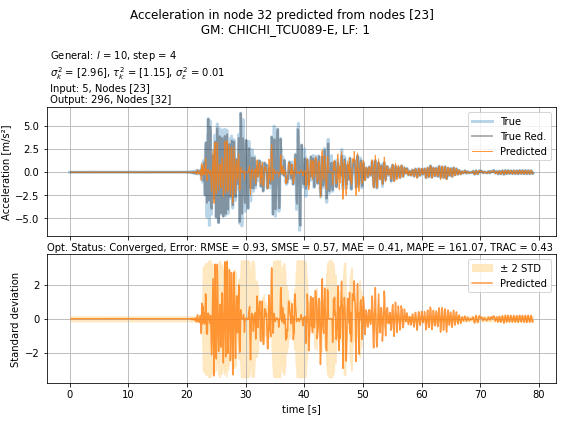 Acceleration in node 32 predicted from nodes [23]
GM: CHICHI_TCU089-E, LF: 1
General: l = 10, step = 4
σ²ₖ = [2.96], τ²ₖ = [1.15], σ²ε = 0.01
Input: 5, Nodes [23]
Output: 296, Nodes [32]
Acceleration [m/s²]
5.0
2.5
0.0
−2.5
−5.0
True
True Red.
Predicted
Opt. Status: Converged, Error: RMSE = 0.93, SMSE = 0.57, MAE = 0.41, MAPE = 161.07, TRAC = 0.43
Standard deviation
2
0
−2
± 2 STD
Predicted
0 10 20 30 40 50 60 70 80
time [s]